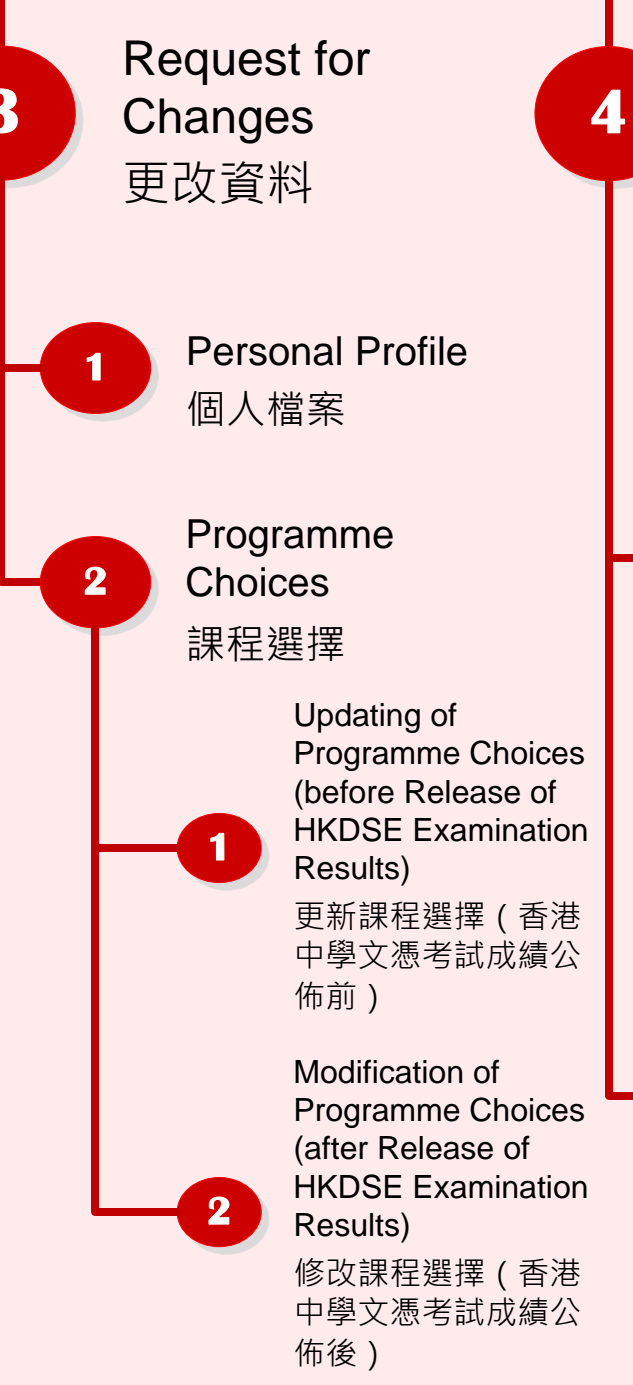 3
Request for
Changes
更改資料
4
1
Personal Profile
個人檔案
2
Programme
Choices
課程選擇
1
Updating of
Programme Choices
(before Release of
HKDSE Examination
Results)
更新課程選擇（香港
中學文憑考試成績公
佈前）
2
Modification of
Programme Choices
(after Release of
HKDSE Examination
Results)
修改課程選擇（香港
中學文憑考試成績公
佈後）